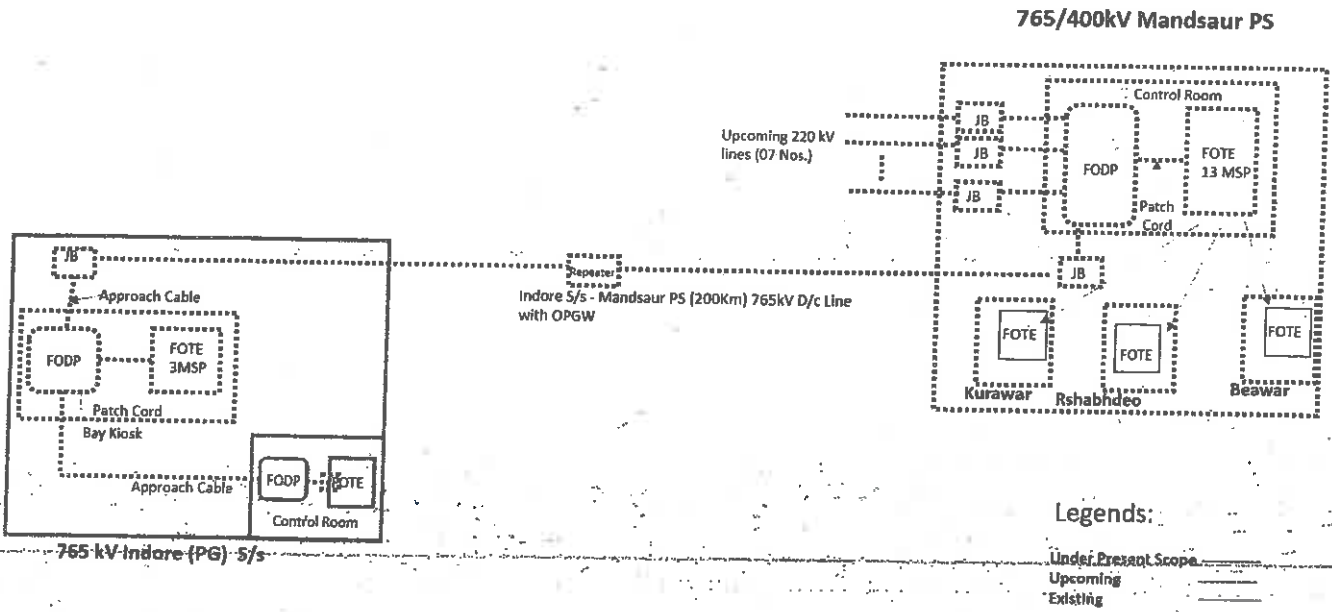 765/400kV Mandsaur PS
Control Room
JB
JB
JB
Upcoming 220 kV
lines (07 Nos.)
FODP
FOTE
13 MSP
Patch
Cord
JB
JB
Repeater
Indore S/s - Mandsaur PS (200Km) 765kV D/c Line
with OPGW
Approach Cable
FODP
FOTE
3MSP
Patch Cord
Bay Kiosk
Approach Cable
FODP
FOTE
Control Room
765 kV Indore (PG) S/s
FOTE
FOTE
FOTE
Kurawar
Rshabhdeo
Beawar
Legends:
Under Present Scope
Upcoming
Existing